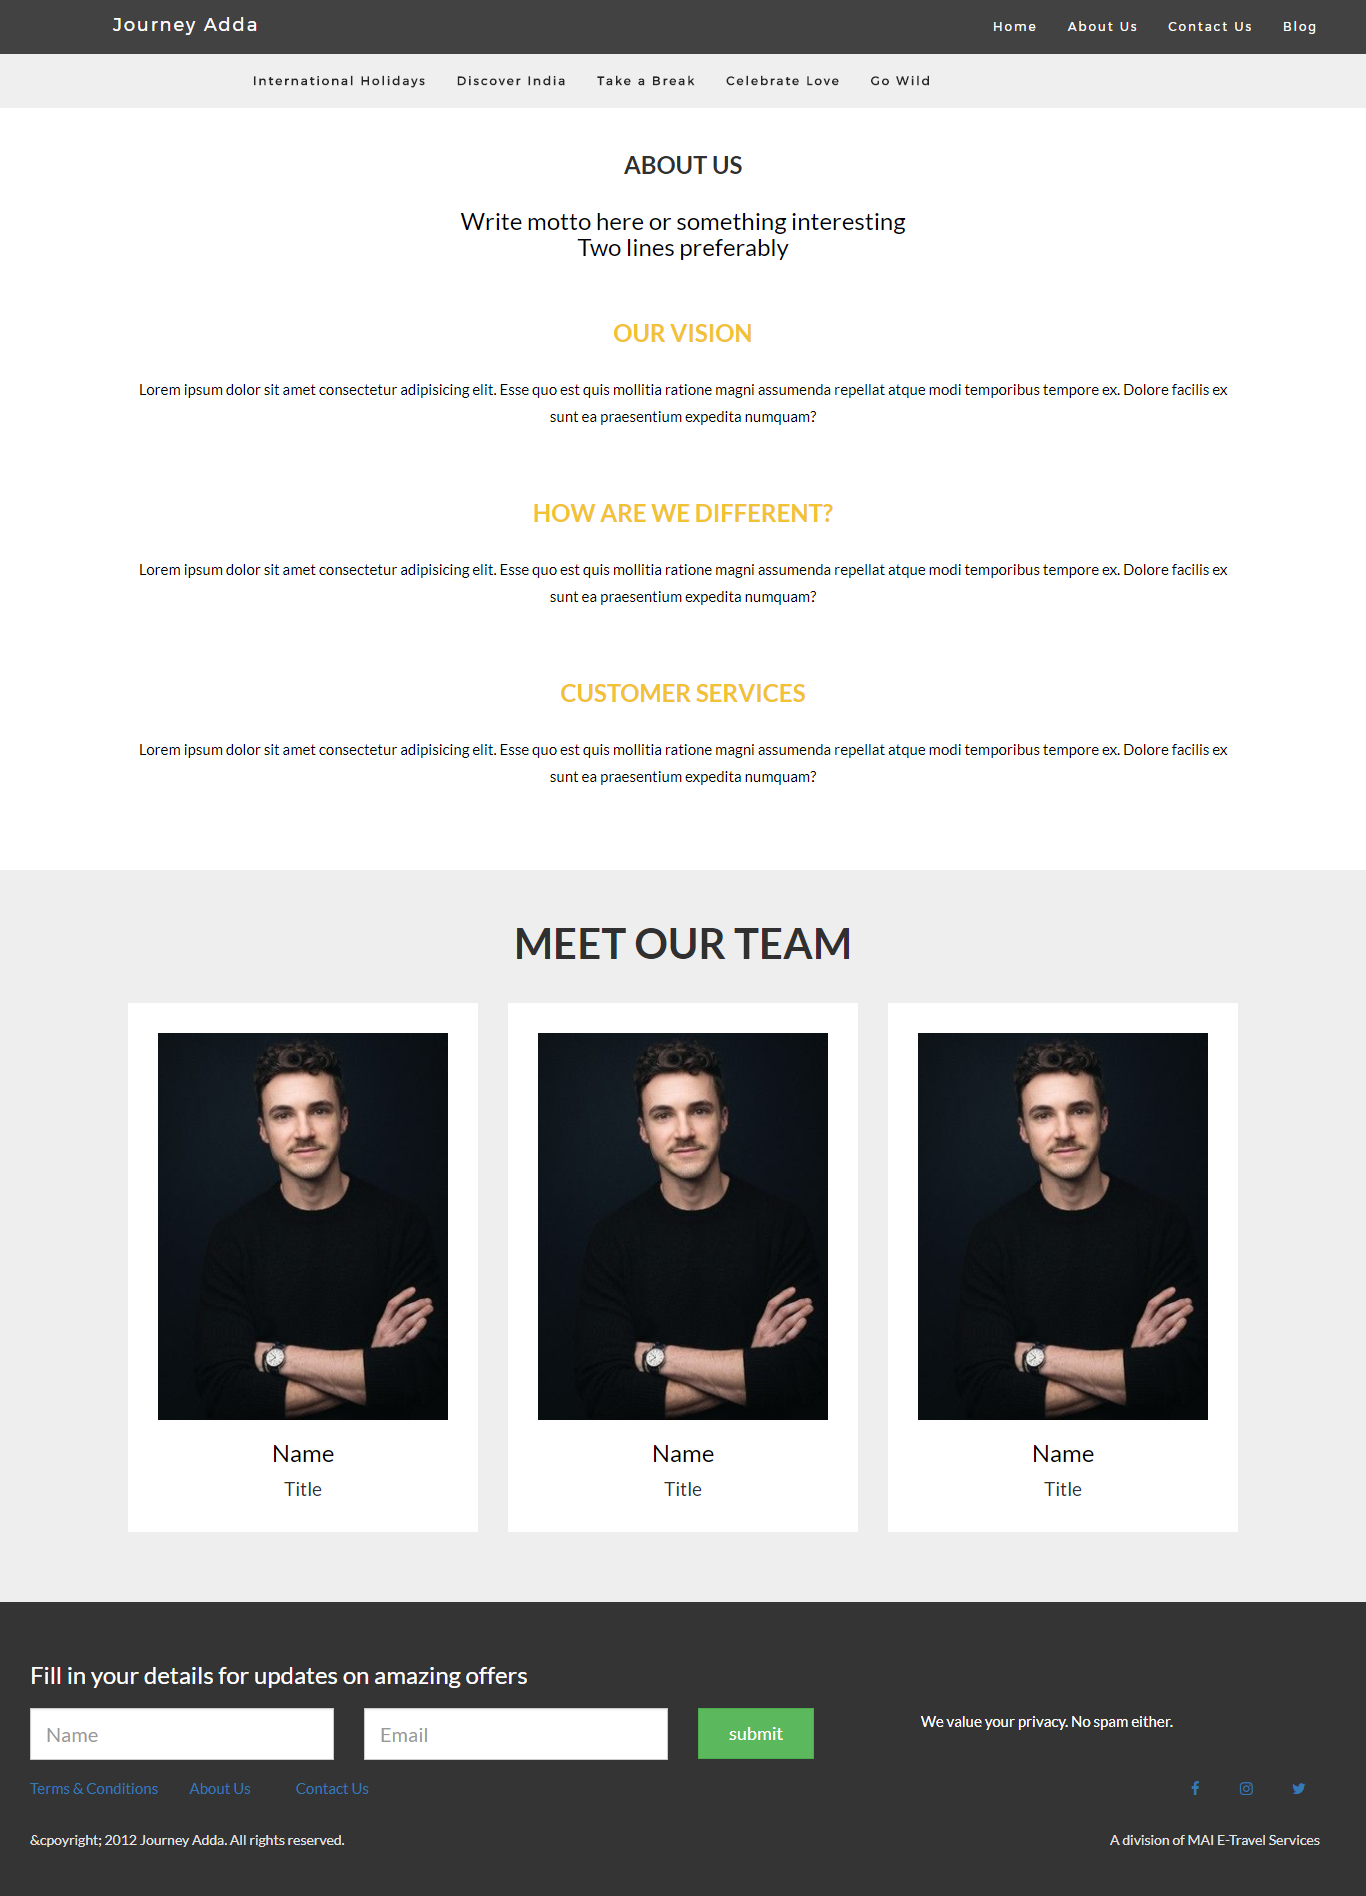 Journey Adda
Home About Us Contact Us Blog
International Holidays Discover India Take a Break Celebrate Love Go Wild
ABOUT US
Write motto here or something interesting
Two lines preferably
OUR VISION
Lorem ipsum dolor sit amet consectetur adipisicing elit. Esse quo est quis mollitia ratione magni assumenda repellat atque modi temporibus tempore ex. Dolore facilis ex
sunt ea praesentium expedita numquam?
HOW ARE WE DIFFERENT?
Lorem ipsum dolor sit amet consectetur adipisicing elit. Esse quo est quis mollitia ratione magni assumenda repellat atque modi temporibus tempore ex. Dolore facilis ex
sunt ea praesentium expedita numquam?
CUSTOMER SERVICES
Lorem ipsum dolor sit amet consectetur adipisicing elit. Esse quo est quis mollitia ratione magni assumenda repellat atque modi temporibus tempore ex. Dolore facilis ex
sunt ea praesentium expedita numquam?
MEET OUR TEAM
Name
Title
Name
Title
Name
Title
Fill in your details for updates on amazing offers
Name Email submit We value your privacy. No spam either.
Terms & Conditions About Us Contact Us
&cpoyright; 2012 Journey Adda. All rights reserved. A division of MAI E-Travel Services